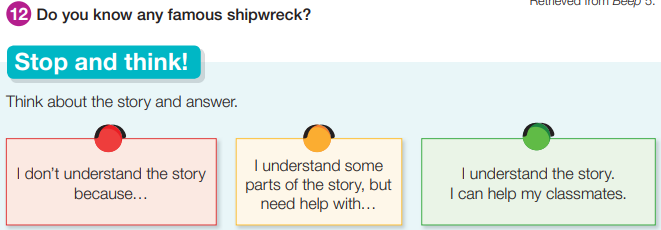 Retrieved from Beep 5.
12 Do you know any famous shipwreck?
Stop and think!
Think about the story and answer.
I don't understand the story
because…
I understand some
parts of the story, but
need help with…
I understand the story.
I can help my classmates.